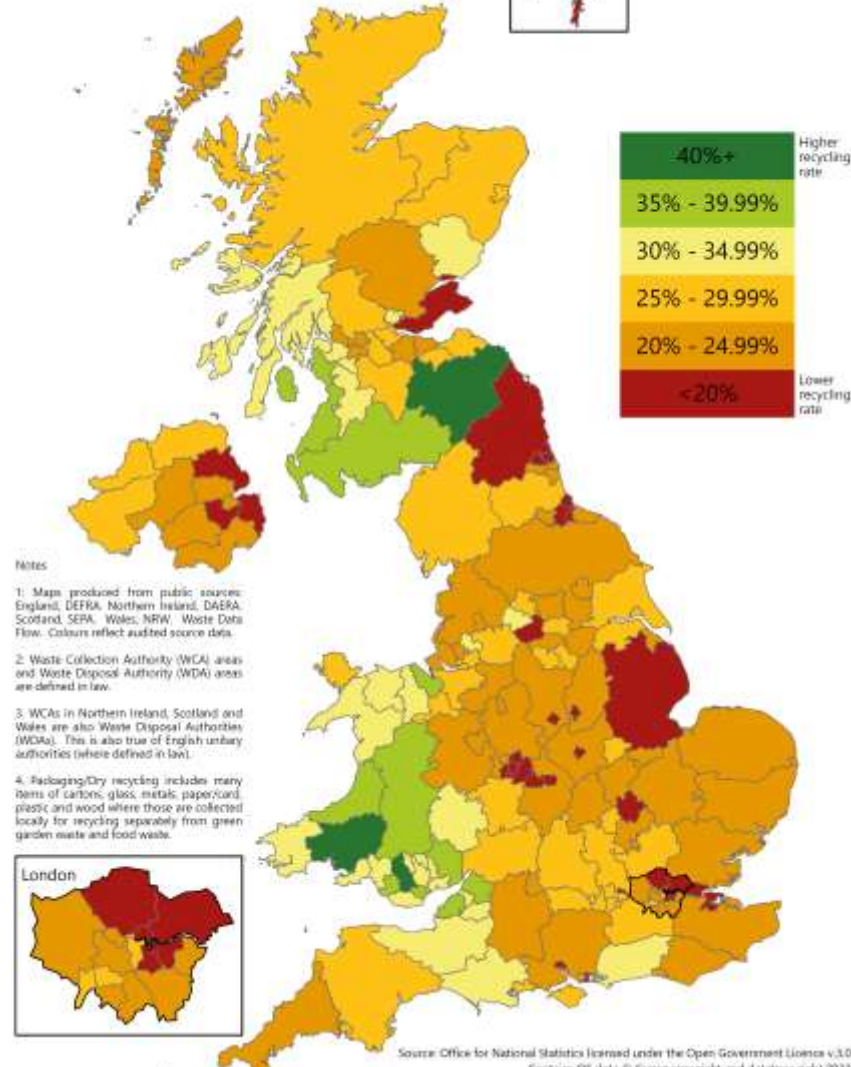 40%+
Higher
recycling
rate
35% - 39.99%
30% - 34.99%
25% - 29.99%
20% - 24.99%
<20%
Lower
recycling
rate
Notes
1: Maps produced from public sources:
England, DEFRA. Northern Ireland, DAERA.
Scotland, SEPA. Wales, NRW. Waste Data
Flow. Colours reflect audited source data.
2: Waste Collection Authority (WCA) areas
and Waste Disposal Authority (WDA) areas
are defined in law.
3. WCAs in Northern Ireland, Scotland and
Wales are also Waste Disposal Authorities
(WDAs). This is also true of English unitary
authorities (where defined in law).
4. Packaging/Dry recycling includes many
items of cartons, glass, metals, paper/card,
plastic and wood where those are collected
locally for recycling separately from green
garden waste and food waste.
London
Source: Office for National Statistics licensed under the Open Government Licence v.3.0